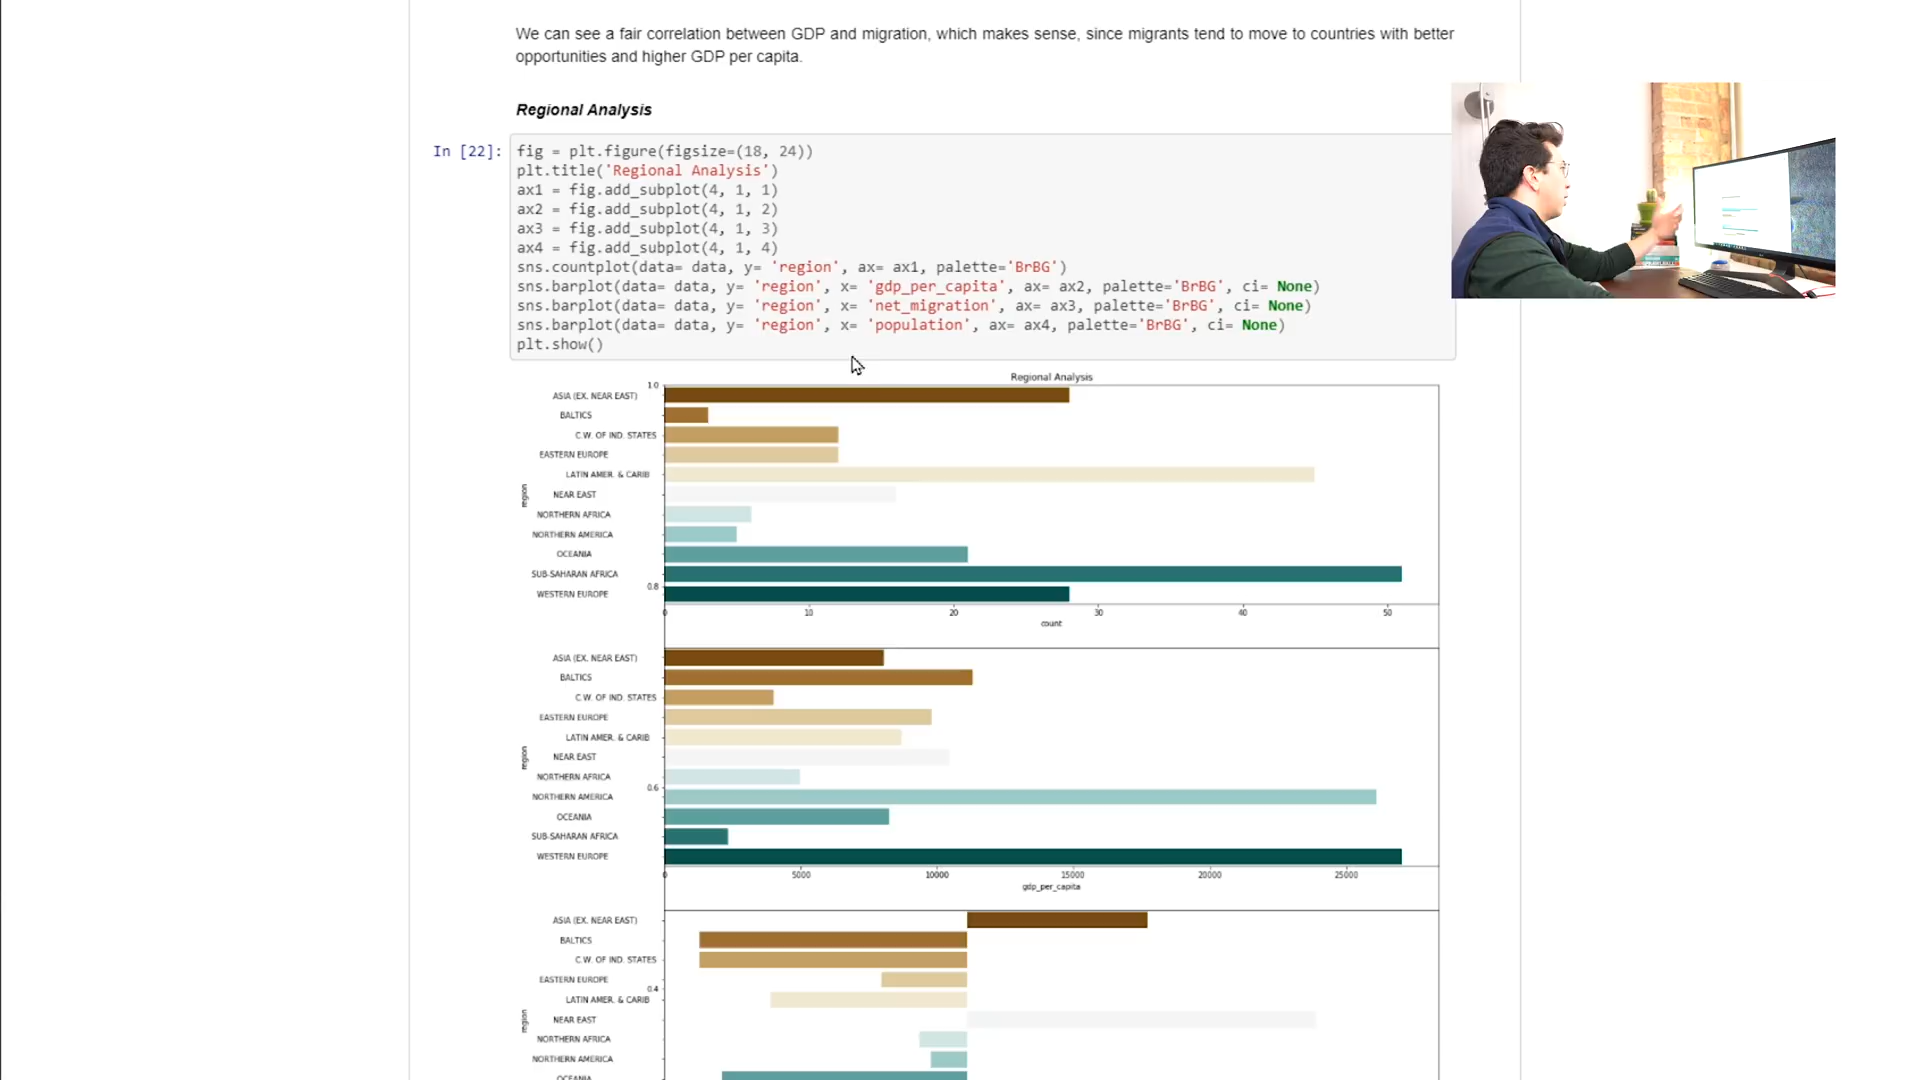 We can see a fair correlation between GDP and migration, which makes sense, since migrants tend to move to countries with better
opportunities and higher GDP per capita.
Regional Analysis
In [22]:
fig = plt.figure(figsize=(18, 24))
plt.title('Regional Analysis')
ax1 = fig.add_subplot(4, 1, 1)
ax2 = fig.add_subplot(4, 1, 2)
ax3 = fig.add_subplot(4, 1, 3)
ax4 = fig.add_subplot(4, 1, 4)
sns.countplot(data= data, y= 'region', ax= ax1, palette='BrBG')
sns.barplot(data= data, y= 'region', x= 'gdp_per_capita', ax= ax2, palette='BrBG', ci= None)
sns.barplot(data= data, y= 'region', x= 'net_migration', ax= ax3, palette='BrBG', ci= None)
sns.barplot(data= data, y= 'region', x= 'population', ax= ax4, palette='BrBG', ci= None)
plt.show()
Regional Analysis
1.0
ASIA (EX. NEAR EAST)
BALTICS
C.W. OF IND. STATES
EASTERN EUROPE
LATIN AMER. & CARIB
NEAR EAST
NORTHERN AFRICA
NORTHERN AMERICA
OCEANIA
SUB-SAHARAN AFRICA
0.8
WESTERN EUROPE
region
0 10 20 30 40 50
count
ASIA (EX. NEAR EAST)
BALTICS
C.W. OF IND. STATES
EASTERN EUROPE
LATIN AMER. & CARIB
NEAR EAST
NORTHERN AFRICA
0.6
NORTHERN AMERICA
OCEANIA
SUB-SAHARAN AFRICA
WESTERN EUROPE
region
0 5000 10000 15000 20000 25000
gdp_per_capita
ASIA (EX. NEAR EAST)
BALTICS
C.W. OF IND. STATES
EASTERN EUROPE
0.4
LATIN AMER. & CARIB
NEAR EAST
NORTHERN AFRICA
NORTHERN AMERICA
OCEANIA
region